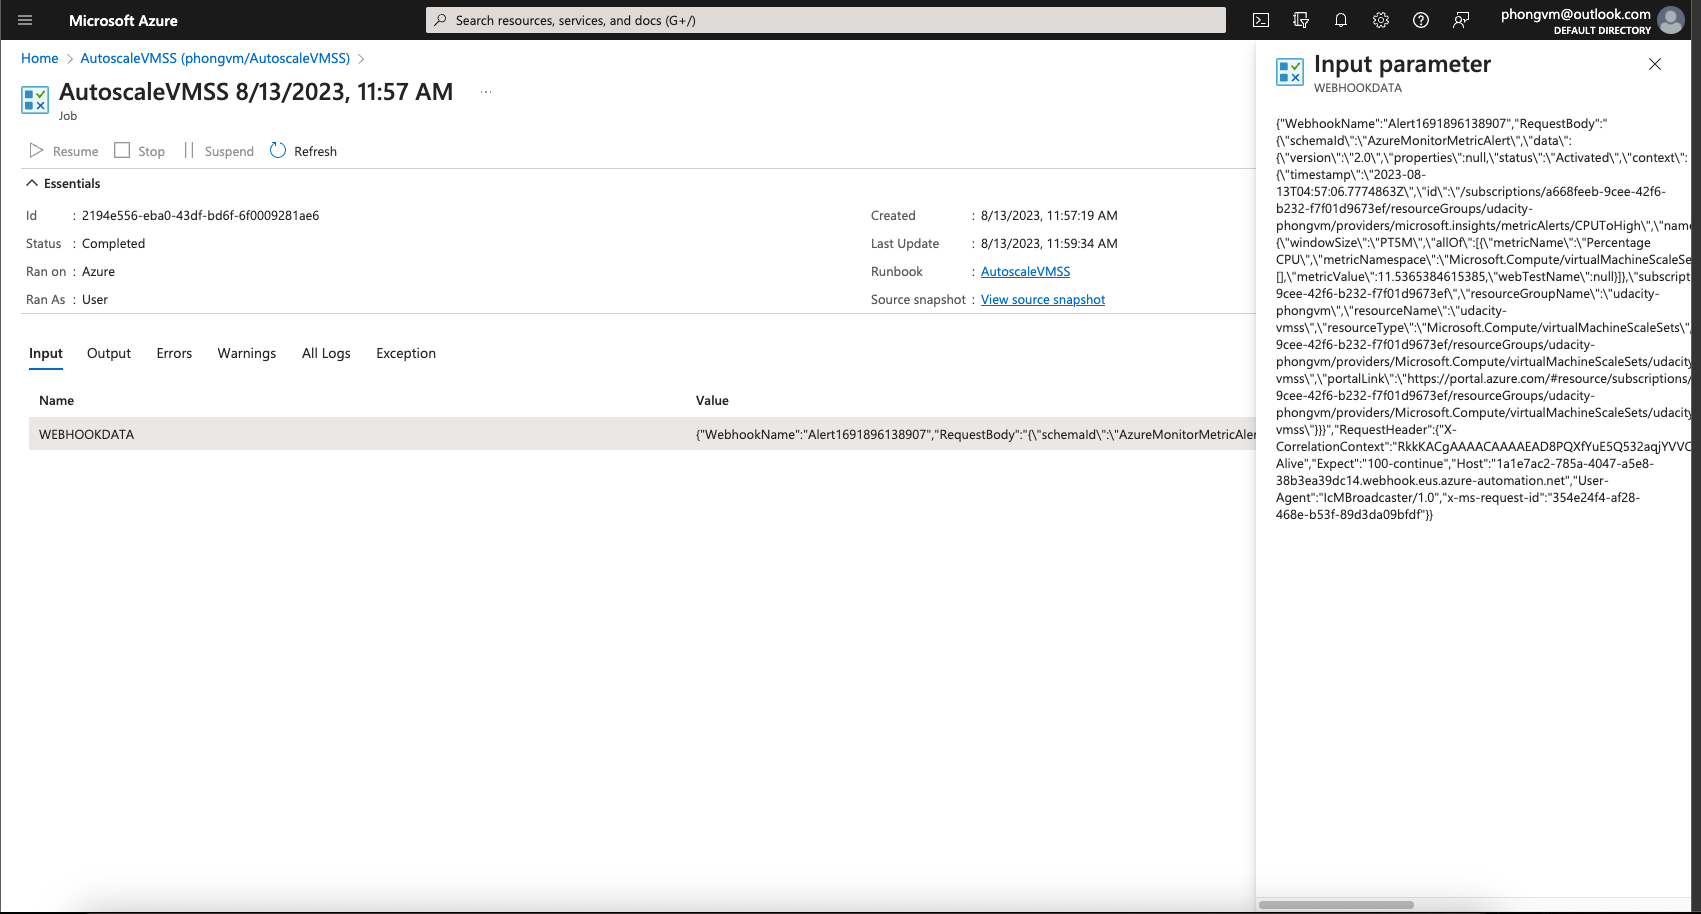 Microsoft Azure
Search resources, services, and docs (G+/)
phongvm@outlook.com
DEFAULT DIRECTORY
Home > AutoscaleVMSS (phongvm/AutoscaleVMSS) >
AutoscaleVMSS 8/13/2023, 11:57 AM ...
Job
Resume Stop Suspend Refresh
Essentials
Id : 2194e556-eba0-43df-bd6f-6f0009281ae6
Status : Completed
Ran on : Azure
Ran As : User
Created : 8/13/2023, 11:57:19 AM
Last Update : 8/13/2023, 11:59:34 AM
Runbook : AutoscaleVMSS
Source snapshot : View source snapshot
Input Output Errors Warnings All Logs Exception
Name Value
WEBHOOKDATA {"WebhookName":"Alert1691896138907","RequestBody":"{\"schemaId\":\"AzureMonitorMetricAler
Input parameter
WEBHOOKDATA
{"WebhookName":"Alert1691896138907","RequestBody":"
{\"schemaId\":\"AzureMonitorMetricAlert\",\"data\":
{\"version\":\"2.0\",\"properties\":null,\"status\":\"Activated\",\"context\":
{\"timestamp\":\"2023-08-
13T04:57:06.7774863Z\",\"id\":\"/subscriptions/a668feeb-9cee-42f6-
b232-f7f01d9673ef/resourceGroups/udacity-
phongvm/providers/microsoft.insights/metricAlerts/CPUToHigh\",\"name
{\"windowSize\":\"PT5M\",\"allOf\":[{\"metricName\":\"Percentage
CPU\",\"metricNamespace\":\"Microsoft.Compute/virtualMachineScaleSe
[],\"metricValue\":11.5365384615385,\"webTestName\":null}]},\"subscript
9cee-42f6-b232-f7f01d9673ef\",\"resourceGroupName\":\"udacity-
phongvm\",\"resourceName\":\"udacity-
vmss\",\"resourceType\":\"Microsoft.Compute/virtualMachineScaleSets\",
9cee-42f6-b232-f7f01d9673ef/resourceGroups/udacity-
phongvm/providers/Microsoft.Compute/virtualMachineScaleSets/udacity
vmss\",\"portalLink\":\"https://portal.azure.com/#resource/subscriptions/
9cee-42f6-b232-f7f01d9673ef/resourceGroups/udacity-
phongvm/providers/Microsoft.Compute/virtualMachineScaleSets/udacity
vmss\"}}}","RequestHeader":{"X-
CorrelationContext":"RkkKACgAAAACAAAAEAD8PQXfYuE5Q532aqjYVVC
Alive","Expect":"100-continue","Host":"1a1e7ac2-785a-4047-a5e8-
38b3ea39dc14.webhook.eus.azure-automation.net","User-
Agent":"IcMBroadcaster/1.0","x-ms-request-id":"354e24f4-af28-
468e-b53f-89d3da09bfdf"}}